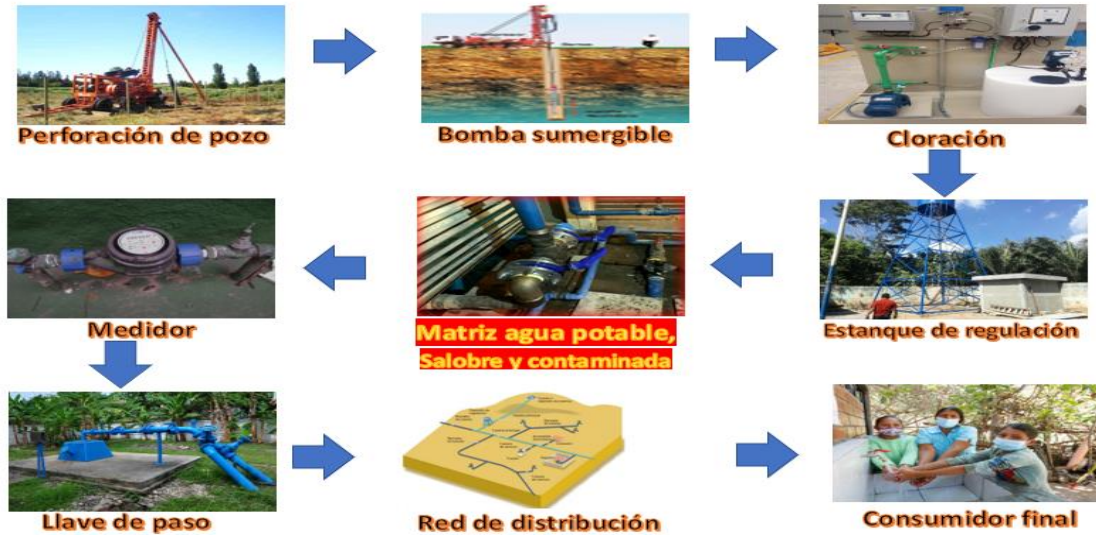 Perforación de pozo
Bomba sumergible
Cloración
Medidor
Matriz agua potable,
Salobre y contaminada
Estanque de regulación
Llave de paso
Red de distribución
Consumidor final